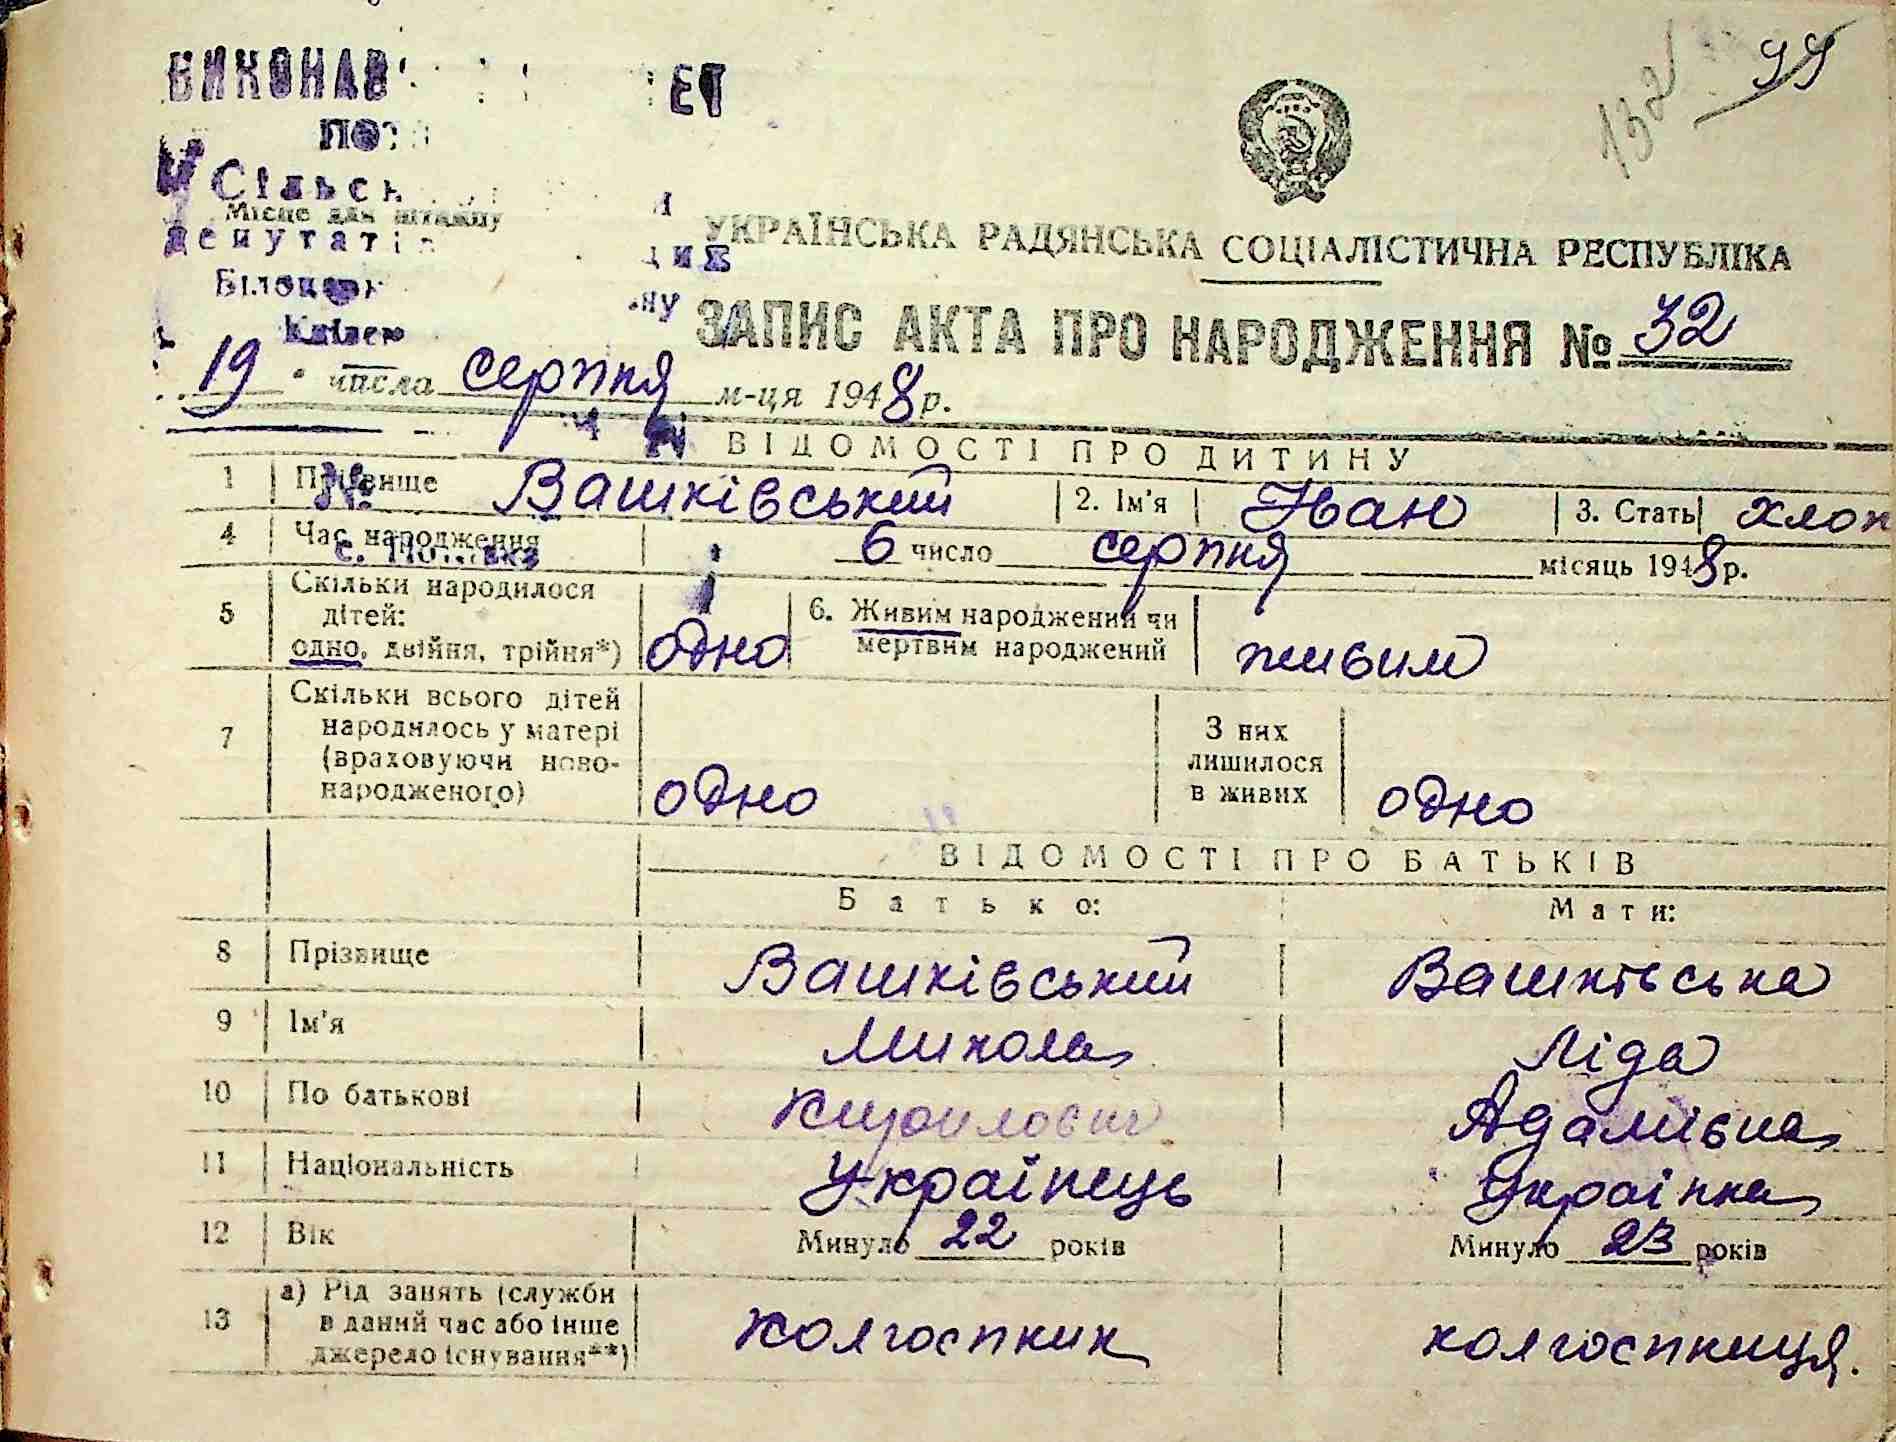 99
132
ВИКОНАВ ЕТ
Сільськ
Місце для штампу
депутатів
УКРАЇНСЬКА РАДЯНСЬКА СОЦІАЛІСТИЧНА РЕСПУБЛІКА
Білоцерк ну
ЗАПИС АКТА ПРО НАРОДЖЕННЯ № 32
19 числа серпня м-ця 1948 р.
ВІДОМОСТІ ПРО ДИТИНУ
1 Прізвище Вашківський 2. Ім'я Іван 3. Стать хлоп
4 Час народження 6 число серпня місяць 1948 р.
5 Скільки народилося дітей: одно, двійня, трійня*) одно 6. Живим народжений чи мертвим народжений живим
7 Скільки всього дітей народилось у матері (враховуючи ново-народженого) одно З них лишилося в живих одно
ВІДОМОСТІ ПРО БАТЬКІВ
Батько: Мати:
8 Прізвище Вашківський Вашківська
9 Ім'я Микола Ліда
10 По батькові Кирилович Адамівна
11 Національність Українець Українка
12 Вік Минуло 22 років Минуло 23 років
13 а) Рід занять (служби в даний час або інше джерело існування**) колгоспник колгоспниця.